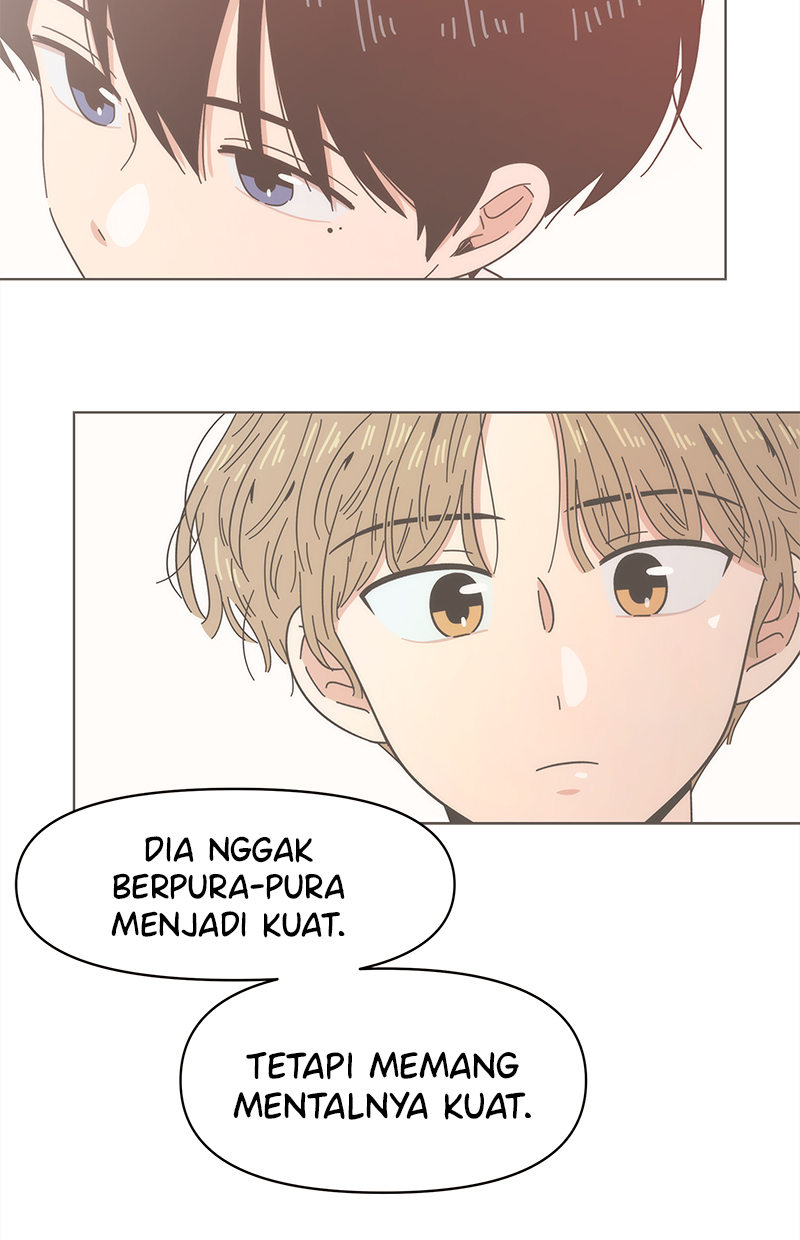 DIA NGGAK
BERPURA-PURA
MENJADI KUAT.
TETAPI MEMANG
MENTALNYA KUAT.